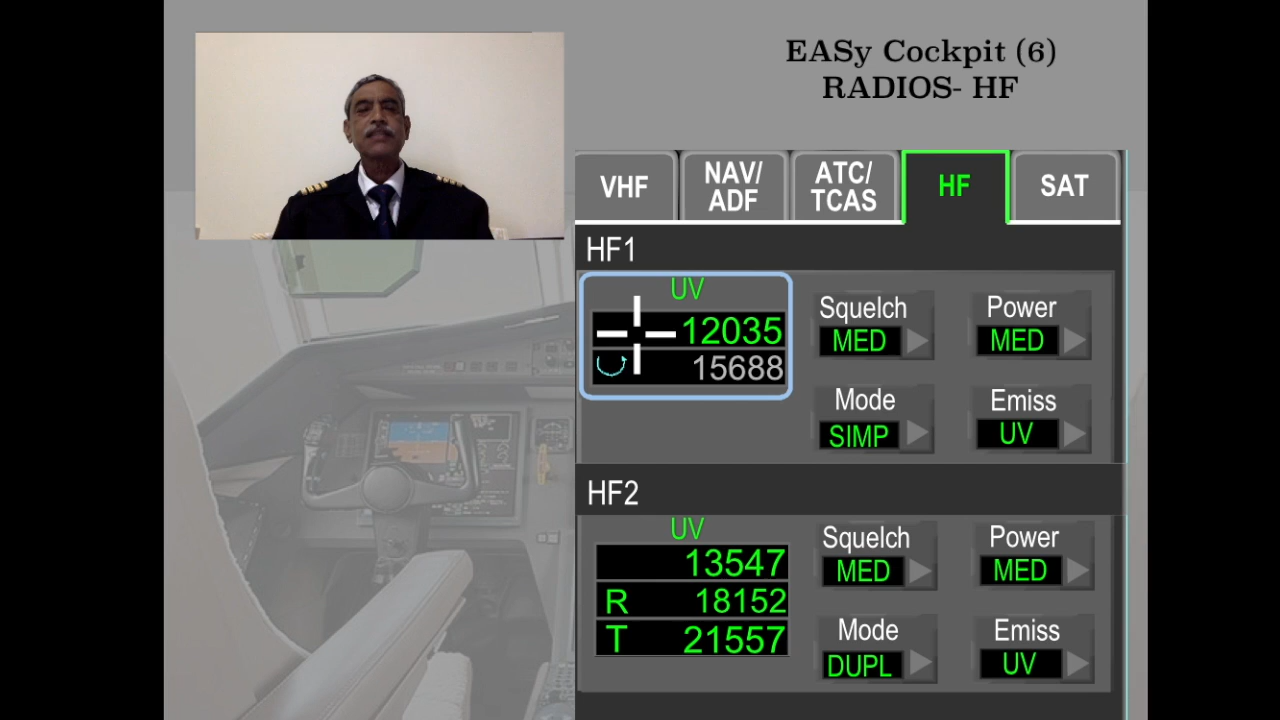 EASy Cockpit (6)
RADIOS- HF
VHF
NAV/
ADF
ATC/
TCAS
HF
SAT
HF1
UV
12035
15688
Squelch
MED
Power
MED
Mode
SIMP
Emiss
UV
HF2
UV
13547
R 18152
T 21557
Squelch
MED
Power
MED
Mode
DUPL
Emiss
UV